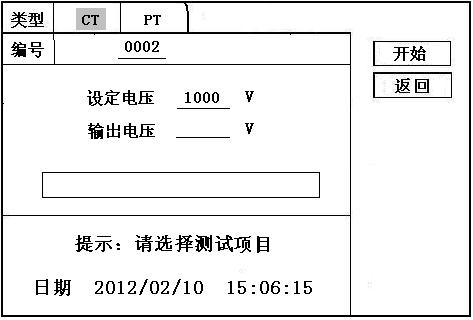 类型 CT PT
编号 0002
开始
返回
设定电压 1000 V
输出电压 V
提示：请选择测试项目
日期 2012/02/10 15:06:15